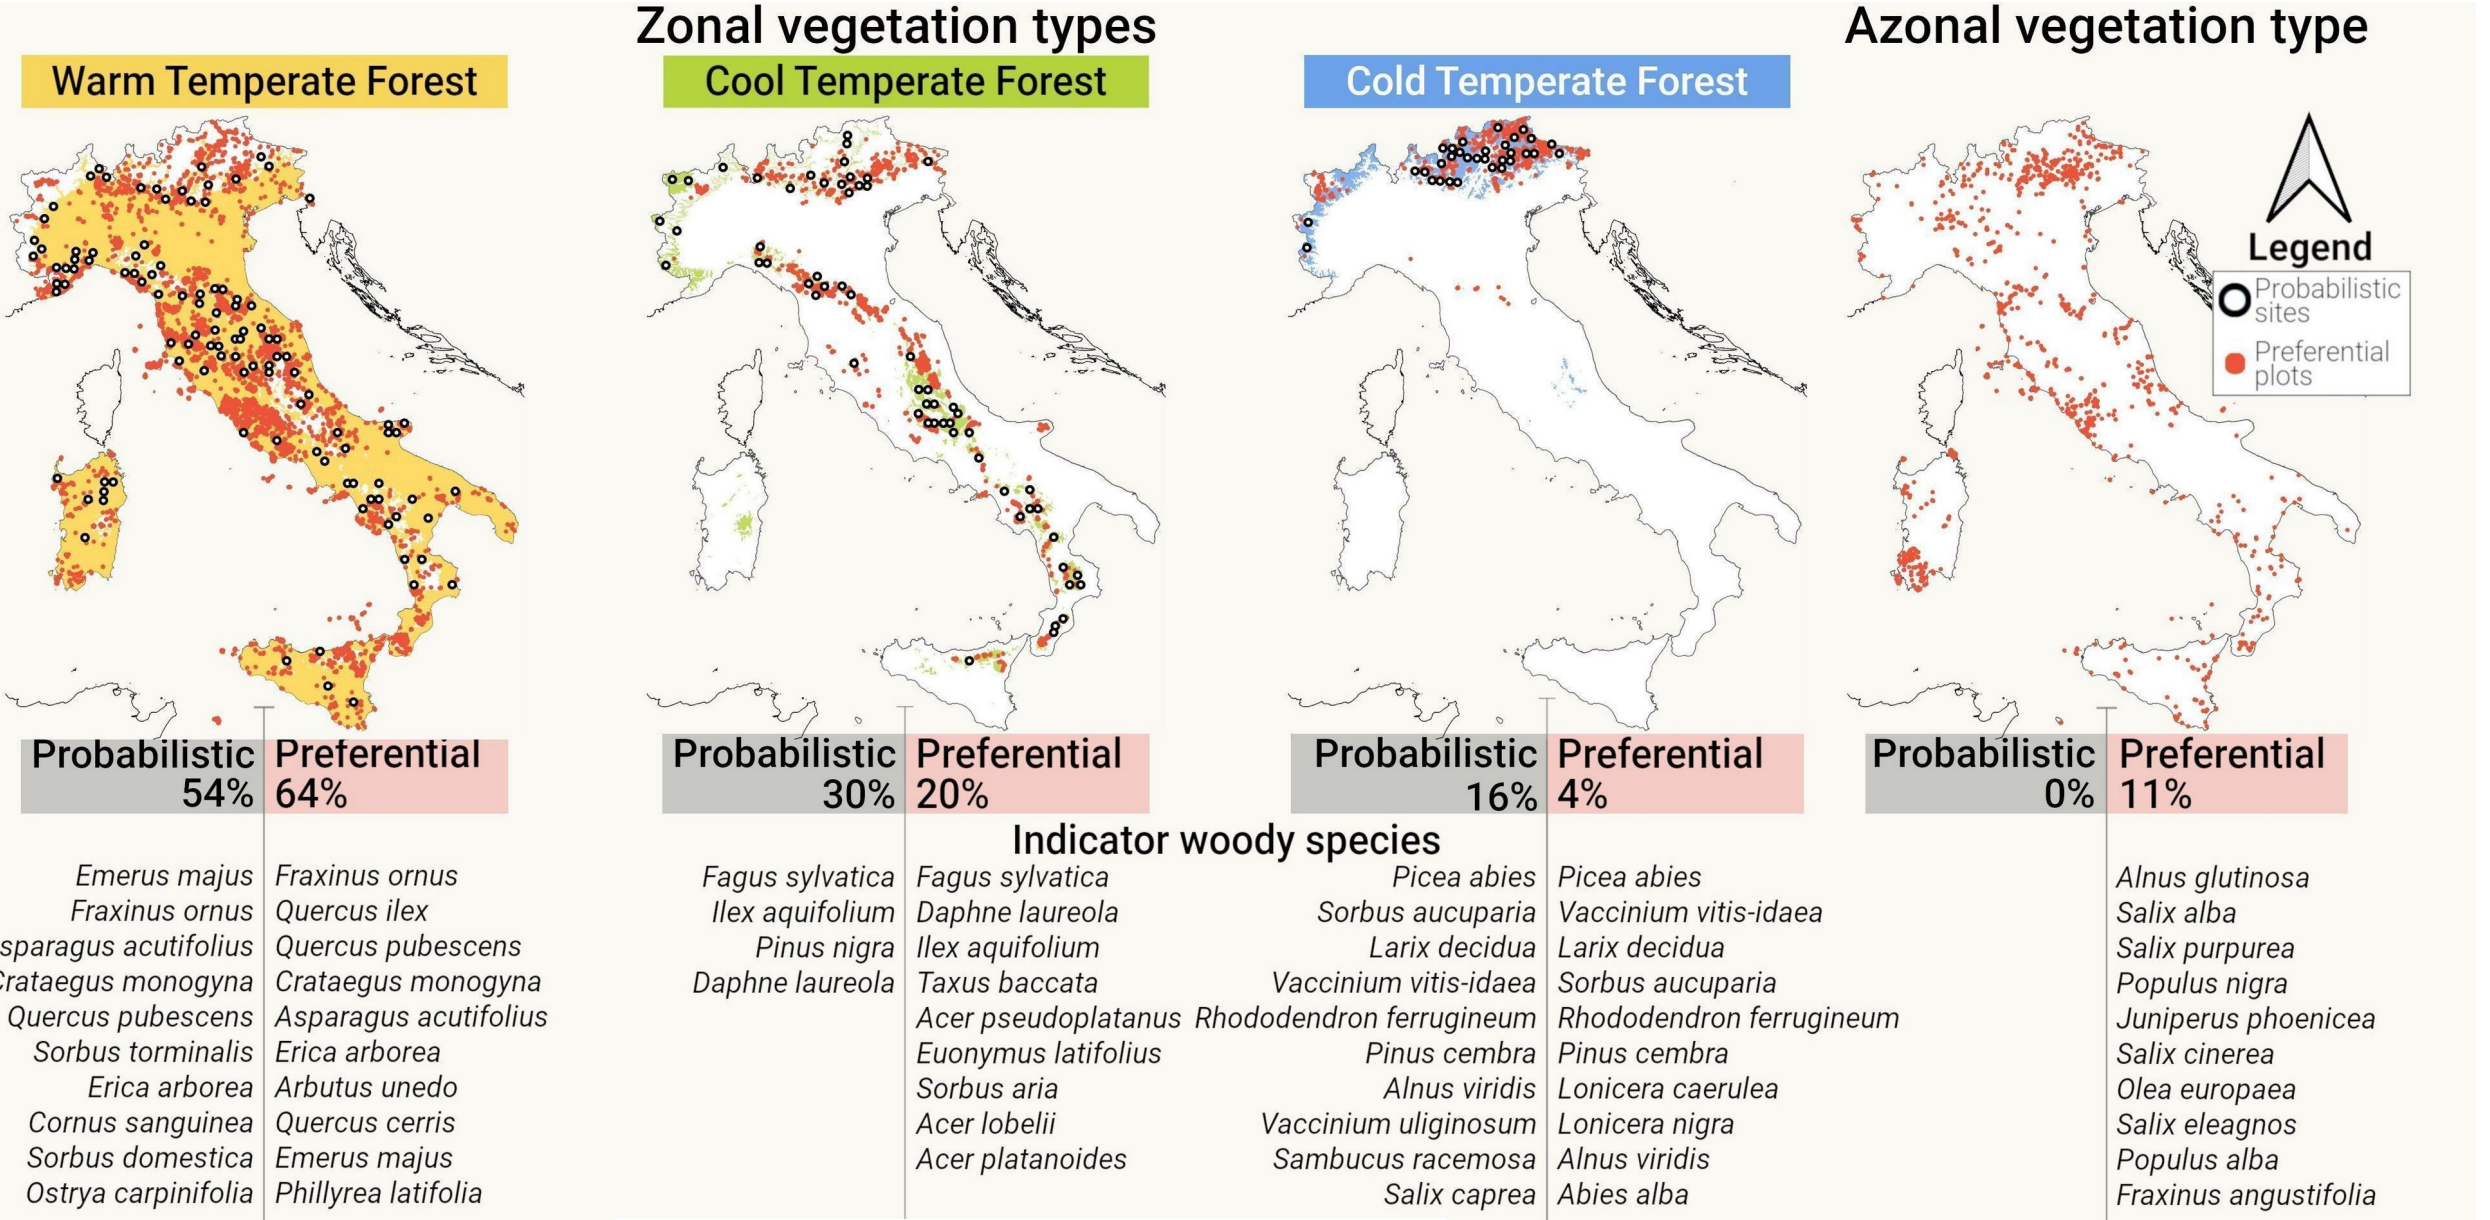 Zonal vegetation types
Azonal vegetation type
Warm Temperate Forest
Cool Temperate Forest
Cold Temperate Forest
Legend
Probabilistic
sites
Preferential
plots
Probabilistic
54%
Preferential
64%
Probabilistic
30%
Preferential
20%
Probabilistic
16%
Preferential
4%
Probabilistic
0%
Preferential
11%
Indicator woody species
Emerus majus
Fraxinus ornus
sparagus acutifolius
Crataegus monogyna
Quercus pubescens
Sorbus torminalis
Erica arborea
Cornus sanguinea
Sorbus domestica
Ostrya carpinifolia
Fraxinus ornus
Quercus ilex
Quercus pubescens
Crataegus monogyna
Asparagus acutifolius
Erica arborea
Arbutus unedo
Quercus cerris
Emerus majus
Phillyrea latifolia
Fagus sylvatica
Ilex aquifolium
Pinus nigra
Daphne laureola
Fagus sylvatica
Daphne laureola
Ilex aquifolium
Taxus baccata
Acer pseudoplatanus
Euonymus latifolius
Sorbus aria
Acer lobelii
Acer platanoides
Picea abies
Sorbus aucuparia
Larix decidua
Vaccinium vitis-idaea
Rhododendron ferrugineum
Pinus cembra
Alnus viridis
Vaccinium uliginosum
Sambucus racemosa
Salix caprea
Picea abies
Vaccinium vitis-idaea
Larix decidua
Sorbus aucuparia
Rhododendron ferrugineum
Pinus cembra
Lonicera caerulea
Lonicera nigra
Alnus viridis
Abies alba
Alnus glutinosa
Salix alba
Salix purpurea
Populus nigra
Juniperus phoenicea
Salix cinerea
Olea europaea
Salix eleagnos
Populus alba
Fraxinus angustifolia